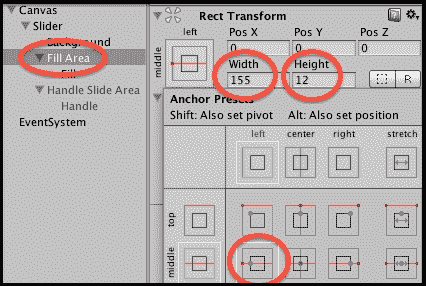 Canvas
Slider
Background
Fill Area
Fill
Handle Slide Area
Handle
EventSystem
Rect Transform
left
Pos X Pos Y Pos Z
0 0 0
middle
Width Height
155 12
R
Anchor Presets
Shift: Also set pivot Alt: Also set position
left center right stretch
top
middle